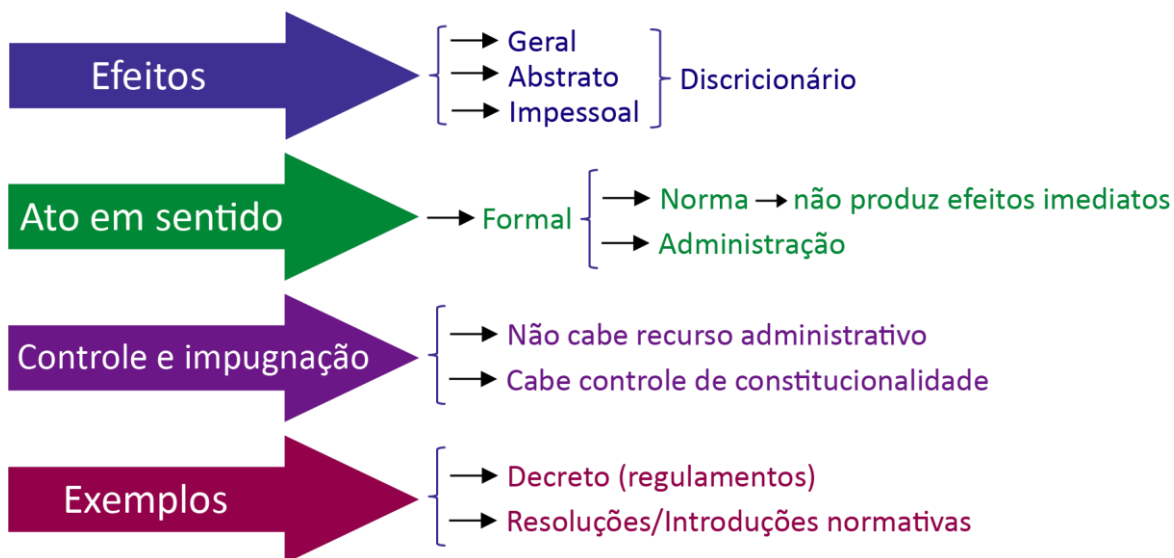 Efeitos
Geral
Abstrato
Impessoal
Discricionário
Ato em sentido
Formal
Norma
não produz efeitos imediatos
Administração
Controle e impugnação
Não cabe recurso administrativo
Cabe controle de constitucionalidade
Exemplos
Decreto (regulamentos)
Resoluções/Introduções normativas